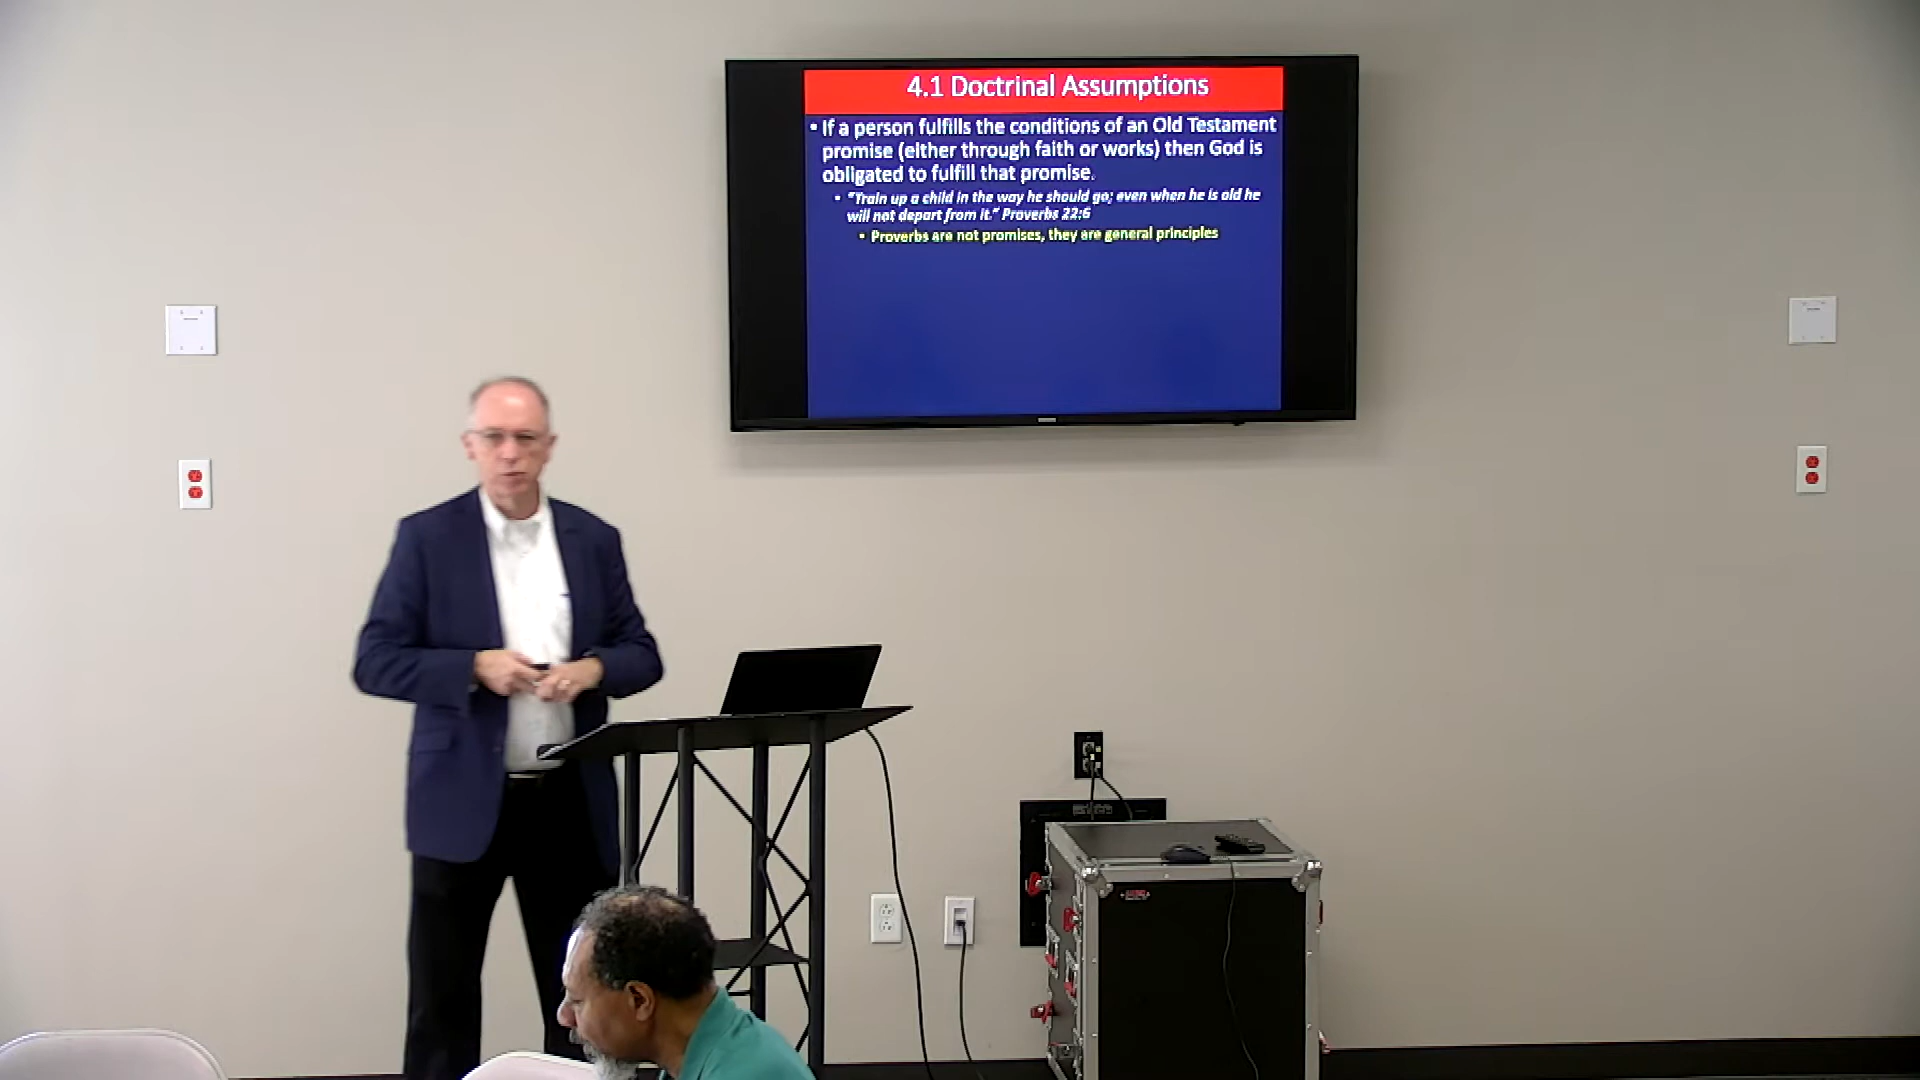 4.1 Doctrinal Assumptions
• If a person fulfills the conditions of an Old Testament
promise (either through faith or works) then God is
obligated to fulfill that promise.
• "Train up a child in the way he should go; even when he is old he
will not depart from it." Proverbs 22:6
• Proverbs are not promises, they are general principles